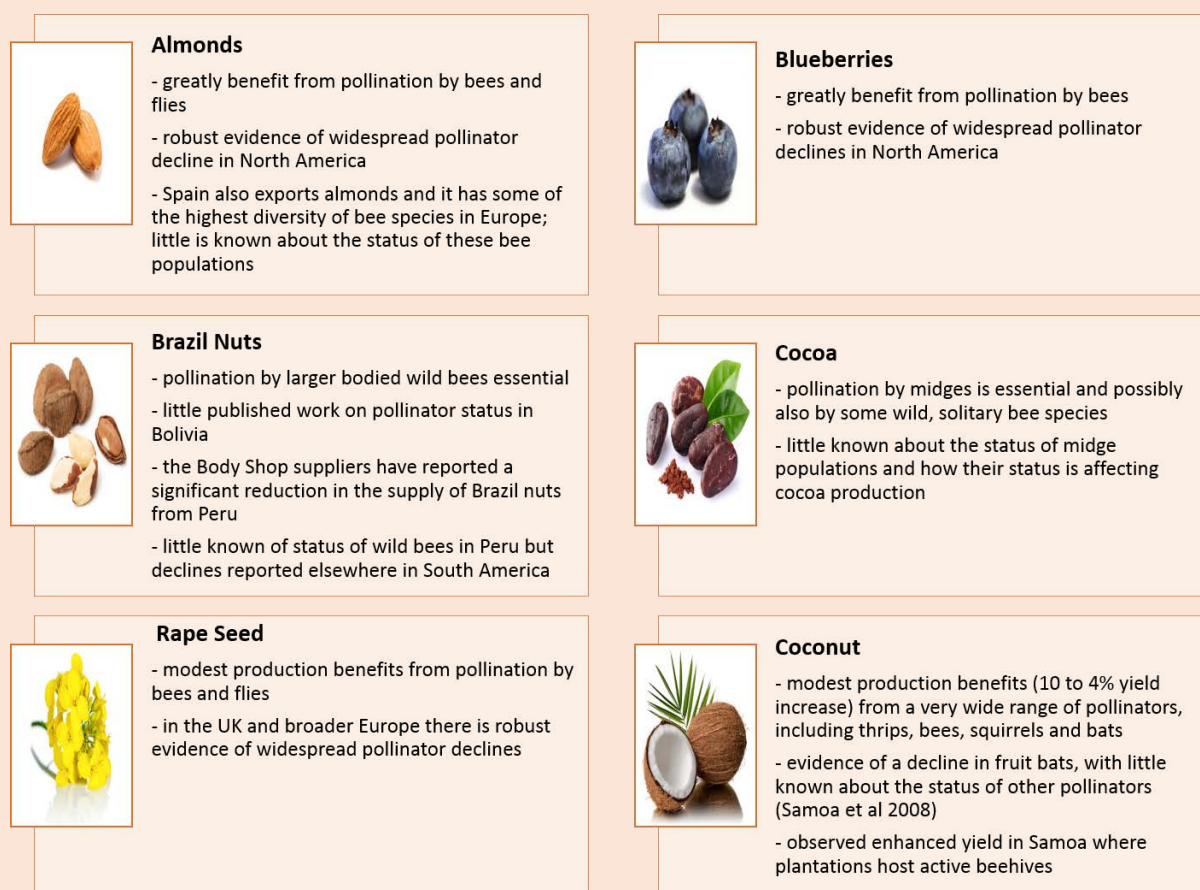 Almonds
- greatly benefit from pollination by bees and
flies
- robust evidence of widespread pollinator
decline in North America
- Spain also exports almonds and it has some of
the highest diversity of bee species in Europe;
little is known about the status of these bee
populations
Blueberries
- greatly benefit from pollination by bees
- robust evidence of widespread pollinator
declines in North America
Brazil Nuts
- pollination by larger bodied wild bees essential
- little published work on pollinator status in
Bolivia
- the Body Shop suppliers have reported a
significant reduction in the supply of Brazil nuts
from Peru
- little known of status of wild bees in Peru but
declines reported elsewhere in South America
Cocoa
- pollination by midges is essential and possibly
also by some wild, solitary bee species
- little known about the status of midge
populations and how their status is affecting
cocoa production
Rape Seed
- modest production benefits from pollination by
bees and flies
- in the UK and broader Europe there is robust
evidence of widespread pollinator declines
Coconut
- modest production benefits (10 to 4% yield
increase) from a very wide range of pollinators,
including thrips, bees, squirrels and bats
- evidence of a decline in fruit bats, with little
known about the status of other pollinators
(Samoa et al 2008)
- observed enhanced yield in Samoa where
plantations host active beehives